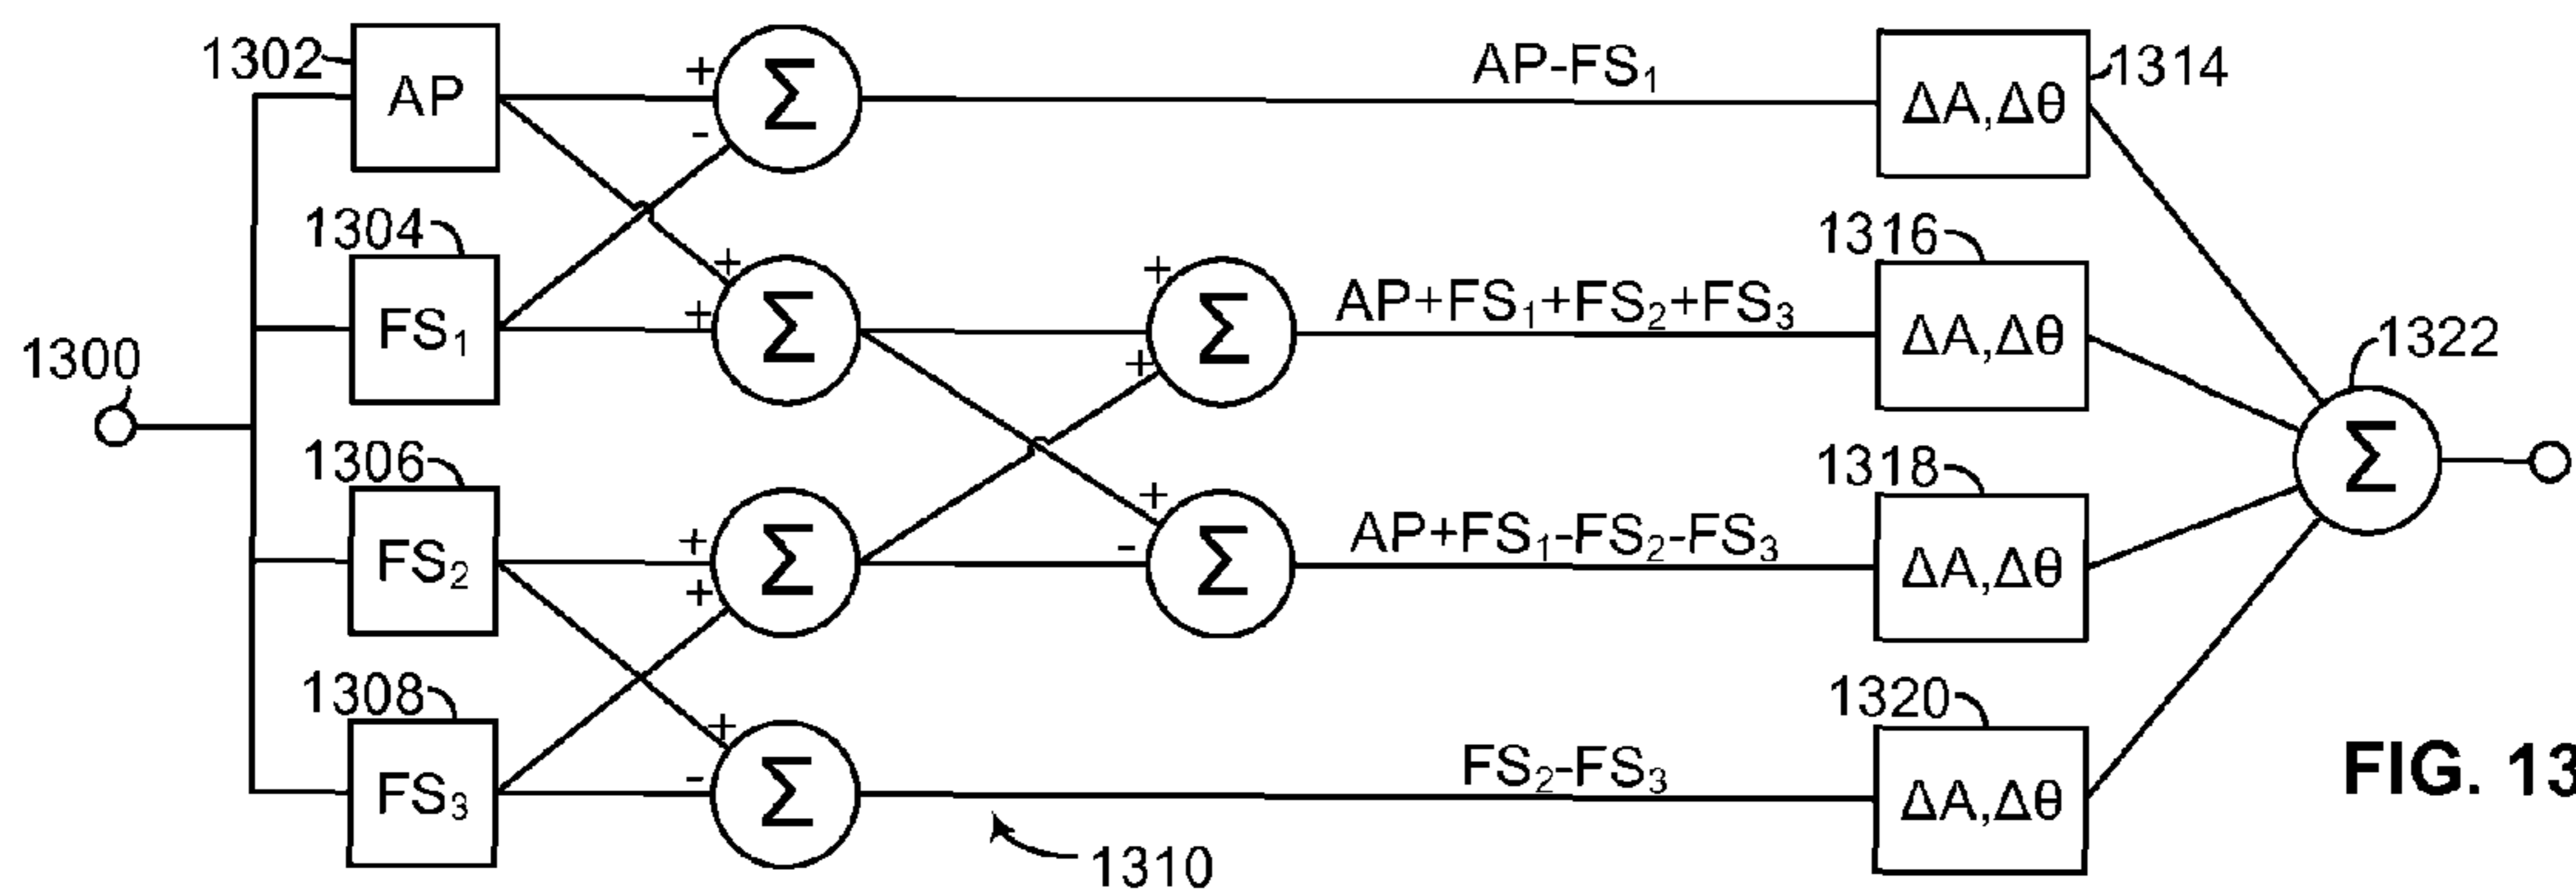 1302
AP
+
-
Σ
AP-FS₁
ΔA,Δθ
1314
1304
FS₁
+
+
Σ
+
+
Σ
AP+FS₁+FS₂+FS₃
1316
ΔA,Δθ
1300
1322
Σ
1306
FS₂
+
+
Σ
+
-
Σ
AP+FS₁-FS₂-FS₃
1318
ΔA,Δθ
1308
FS₃
+
-
Σ
FS₂-FS₃
1320
ΔA,Δθ
1310
FIG. 13